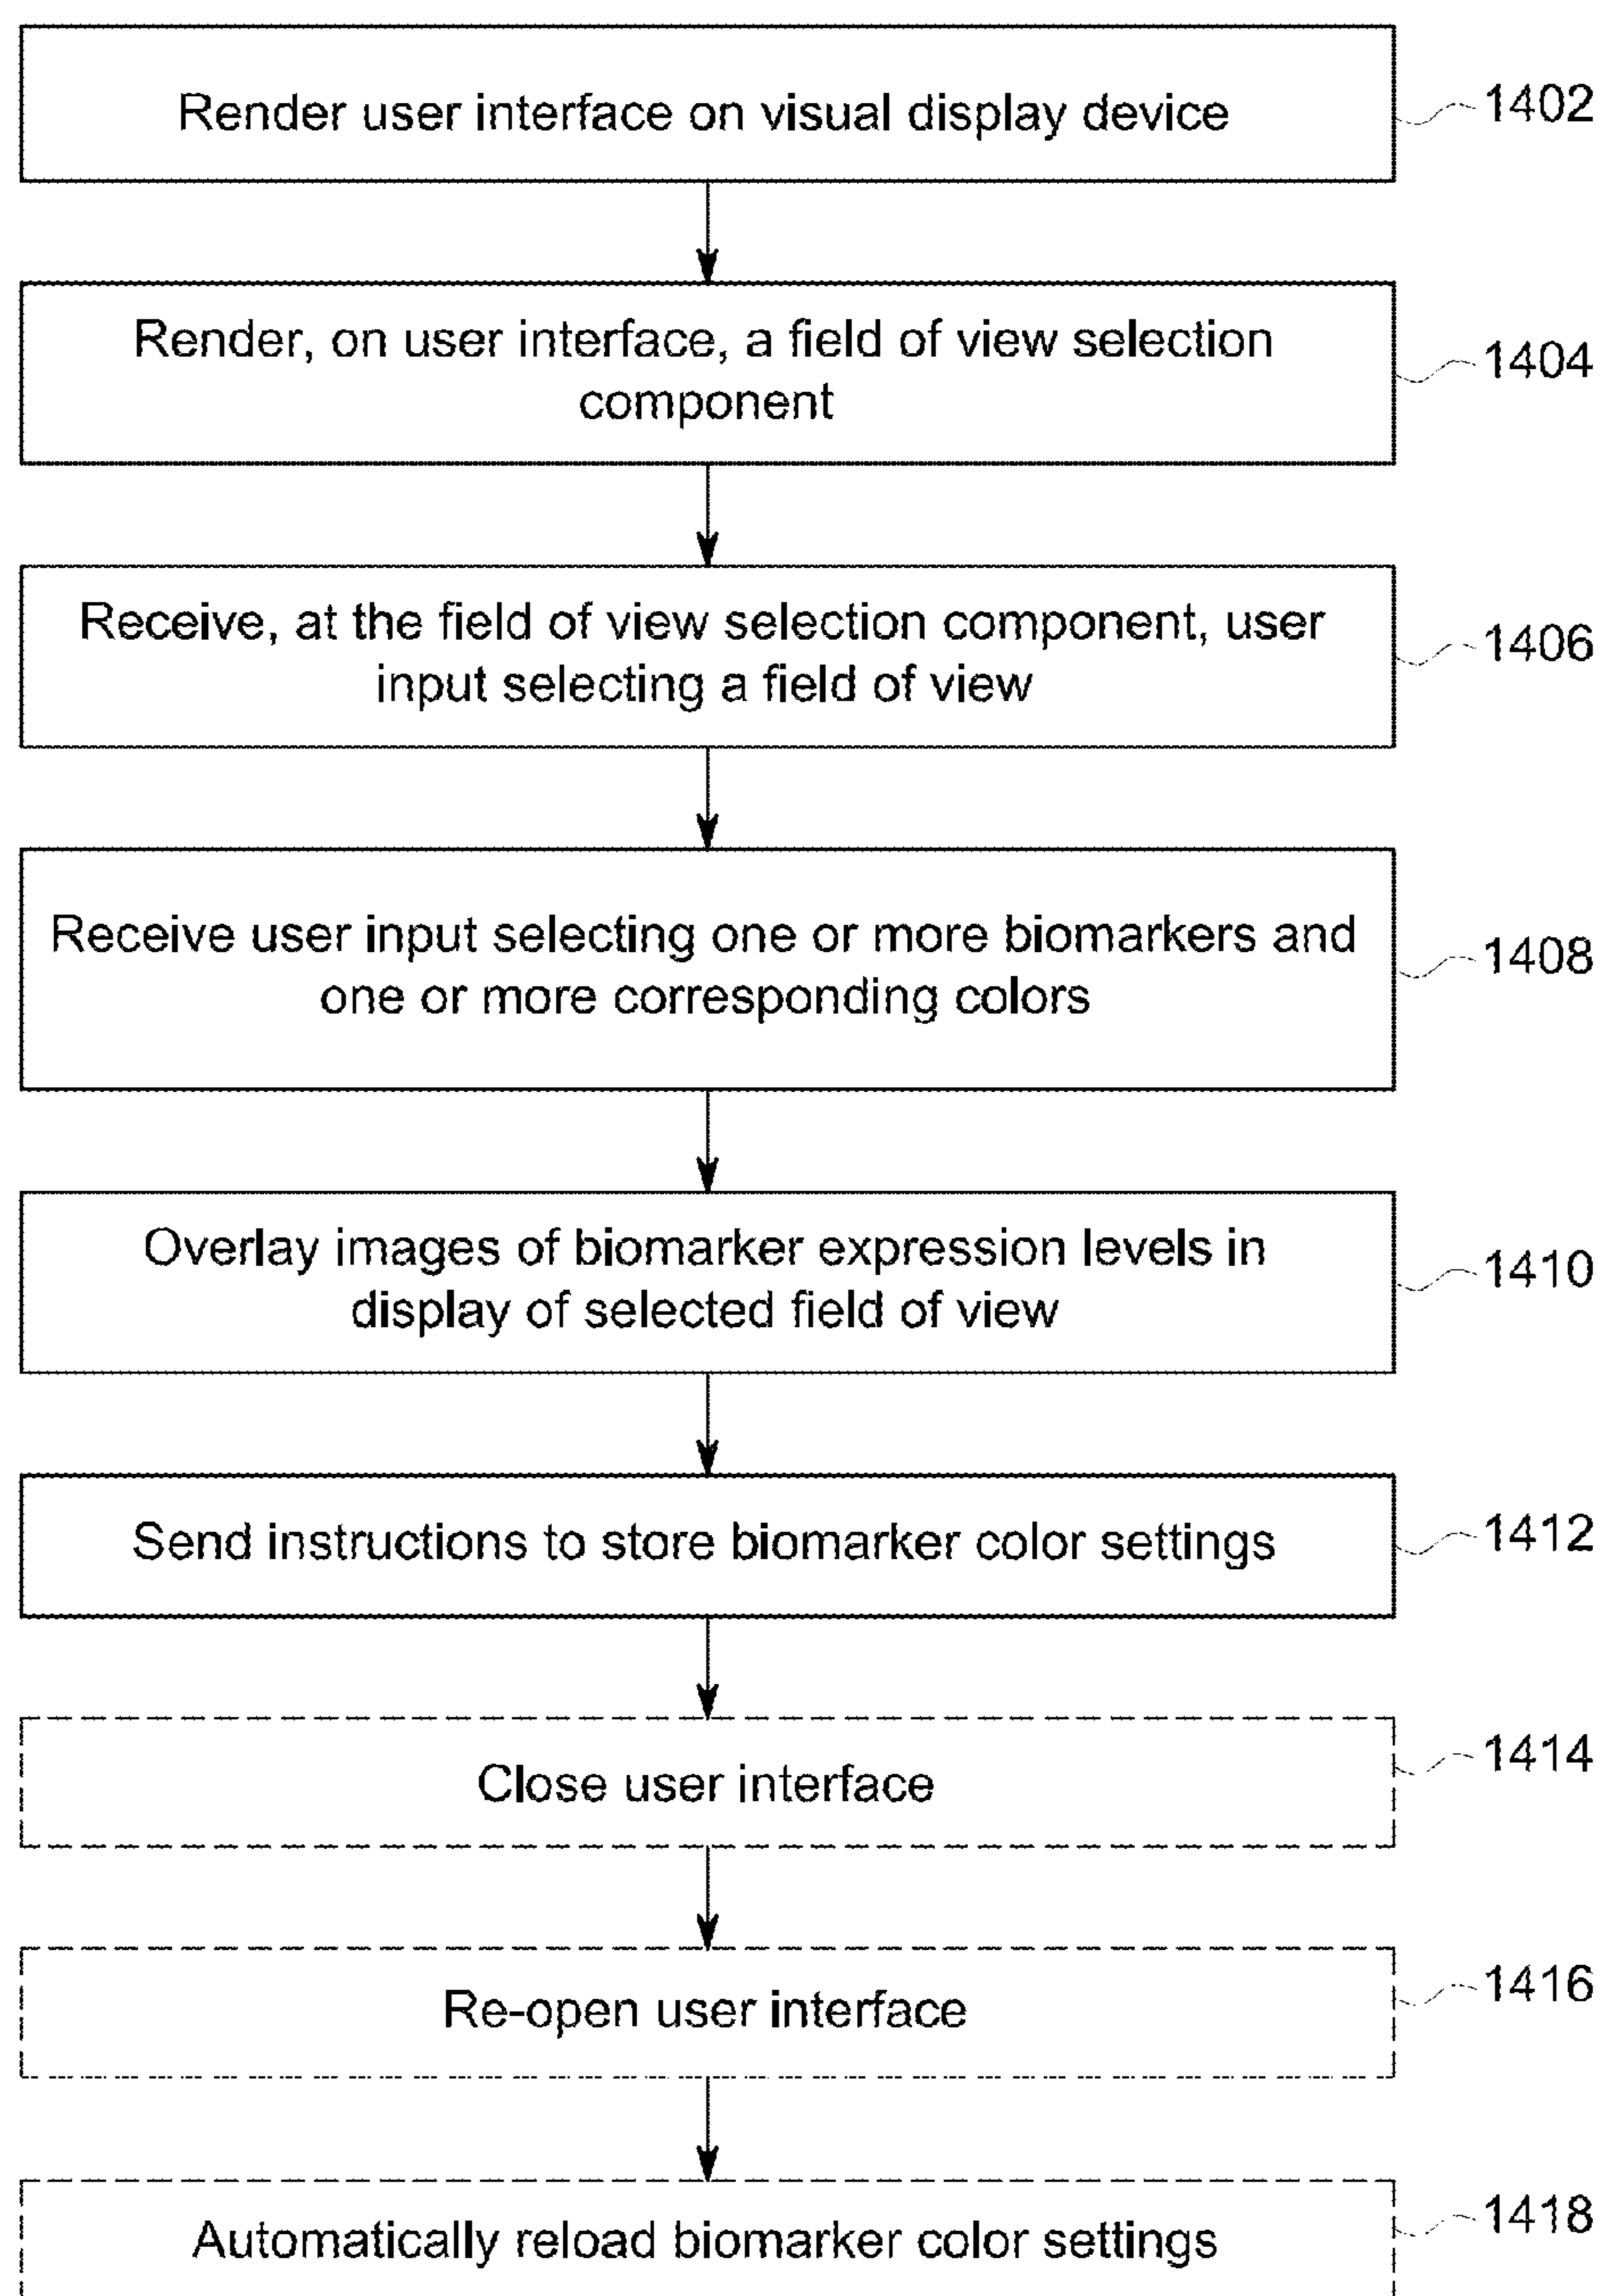 Render user interface on visual display device
1402
Render, on user interface, a field of view selection
component
1404
Receive, at the field of view selection component, user
input selecting a field of view
1406
Receive user input selecting one or more biomarkers and
one or more corresponding colors
1408
Overlay images of biomarker expression levels in
display of selected field of view
1410
Send instructions to store biomarker color settings
1412
Close user interface
1414
Re-open user interface
1416
Automatically reload biomarker color settings
1418